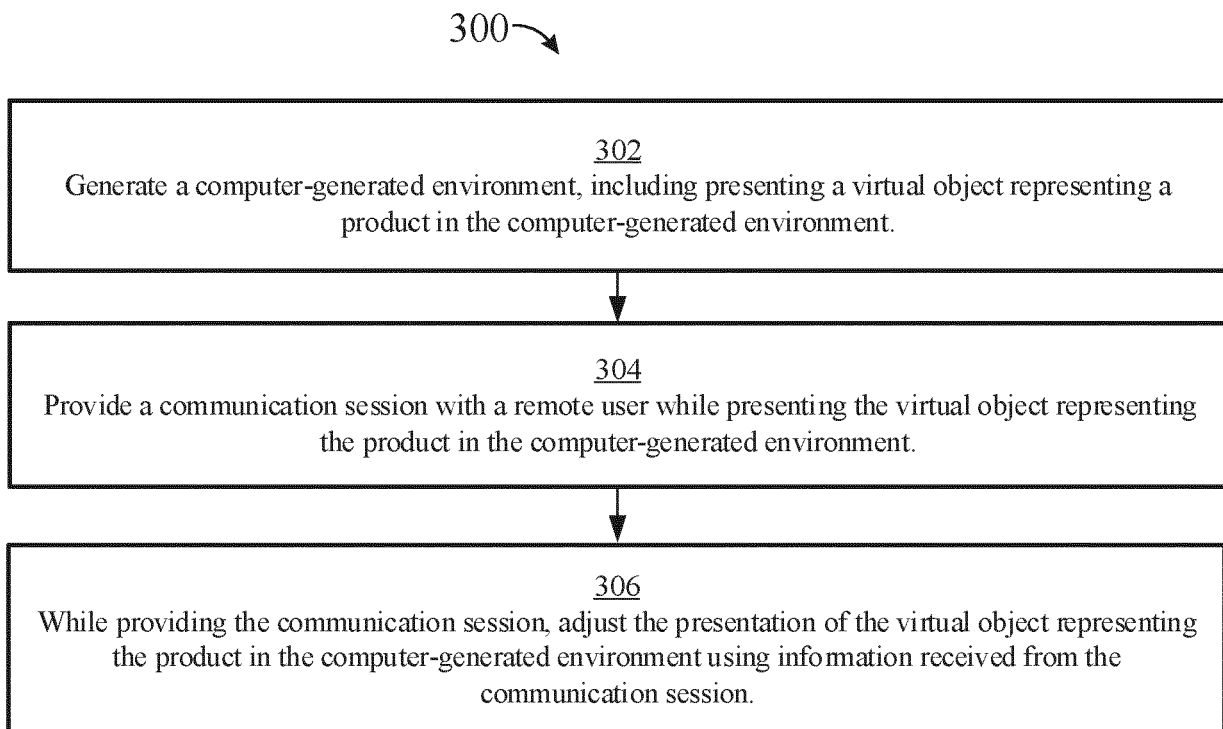 300
302
Generate a computer-generated environment, including presenting a virtual object representing a
product in the computer-generated environment.
304
Provide a communication session with a remote user while presenting the virtual object representing
the product in the computer-generated environment.
306
While providing the communication session, adjust the presentation of the virtual object representing
the product in the computer-generated environment using information received from the
communication session.